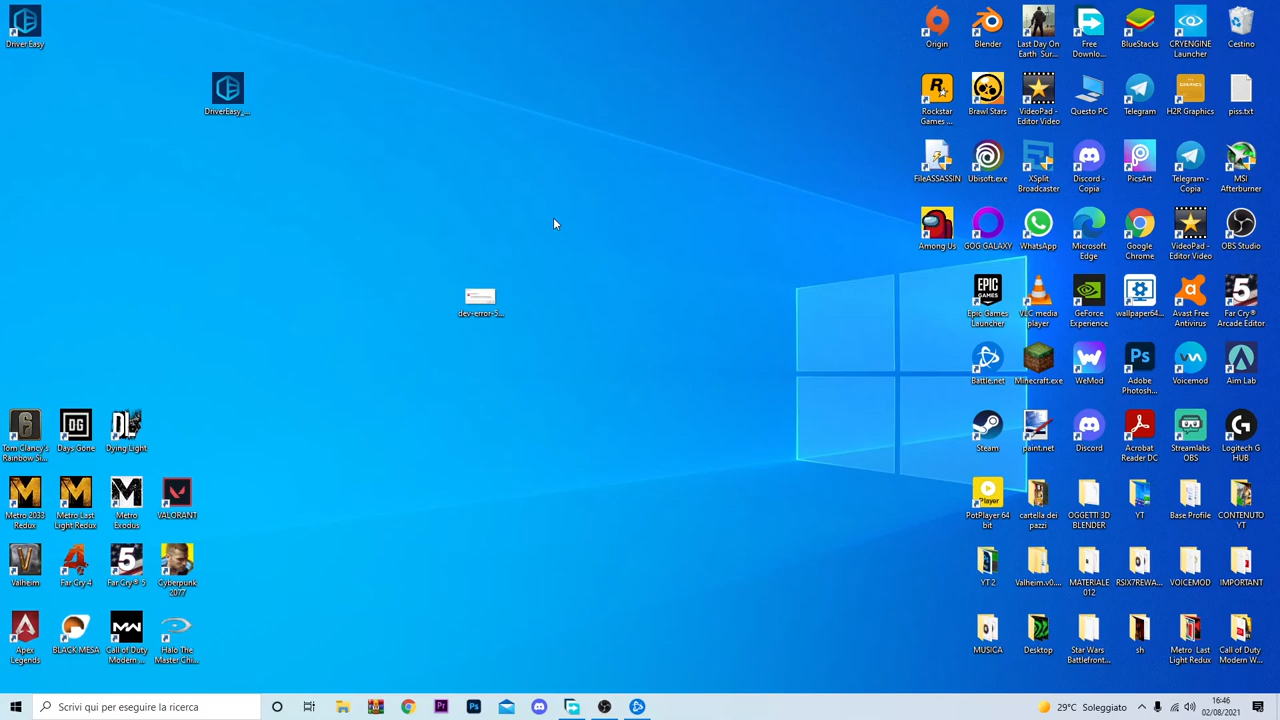 Driver Easy
DriverEasy_...
dev-error-5...
Origin
Blender
Last Day On
Earth Sur...
Free
Downlo...
BlueStacks
CRYENGINE
Launcher
Cestino
Rockstar
Games ...
Brawl Stars
VideoPad -
Editor Video
Questo PC
Telegram
H2R Graphics
piss.txt
FileASSASSIN
Ubisoft.exe
XSplit
Broadcaster
Discord -
Copia
PicsArt
Telegram -
Copia
MSI
Afterburner
Among Us
GOG GALAXY
WhatsApp
Microsoft
Edge
Google
Chrome
VideoPad -
Editor Video
OBS Studio
Epic Games
Launcher
VLC media
player
GeForce
Experience
wallpaper64...
Avast Free
Antivirus
Far Cry®
Arcade Editor
Battle.net
Minecraft.exe
WeMod
Adobe
Photosh...
Voicemod
Aim Lab
Steam
paint.net
Discord
Acrobat
Reader DC
Streamlabs
OBS
Logitech G
HUB
PotPlayer 64
bit
cartella dei
pazzi
OGGETTI 3D
BLENDER
YT
Base Profile
CONTENUTO
YT
YT 2
Valheim.v0....
MATERIALE
012
RSIX7REWA...
VOICEMOD
IMPORTANT
MUSICA
Desktop
Star Wars
Battlefront...
sh
Metro Last
Light Redux
Call of Duty
Modern W...
Tom Clancy's
Rainbow Si...
Days Gone
Dying Light
Metro 2033
Redux
Metro Last
Light Redux
Metro
Exodus
VALORANT
Valheim
Far Cry 4
Far Cry® 5
Cyberpunk
2077
Apex
Legends
BLACK MESA
Call of Duty
Modern ...
Halo The
Master Chi...
Scrivi qui per eseguire la ricerca
29°C Soleggiato
16:46
02/08/2021